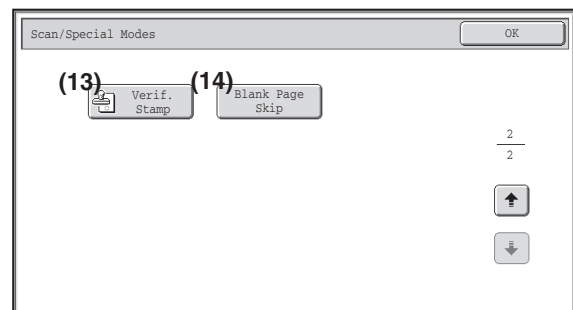 Scan/Special Modes
OK
(13)
Verif.
Stamp
(14)
Blank Page
Skip
2
2